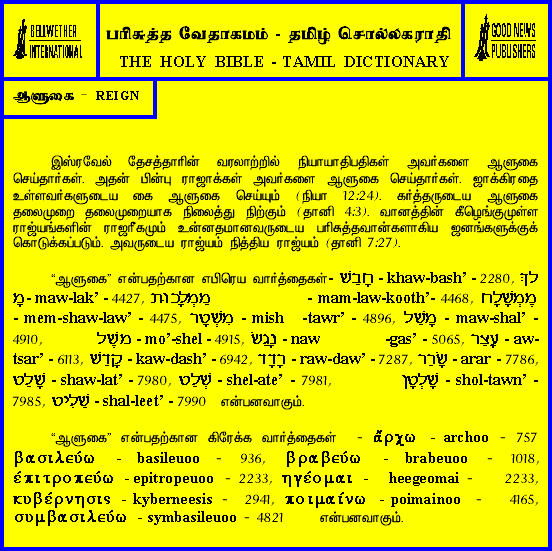 BELLWETHER
INTERNATIONAL
பரிசுத்த வேதாகமம் - தமிழ் சொல்லகராதி
THE HOLY BIBLE - TAMIL DICTIONARY
GOOD NEWS
PUBLISHERS
ஆளுகை - REIGN
இஸ்ரவேல் தேசத்தாரின் வரலாற்றில் நியாயாதிபதிகள் அவர்களை ஆளுகை
செய்தார்கள். அதன் பின்பு ராஜாக்கள் அவர்களை ஆளுகை செய்தார்கள். ஜாக்கிரதை
உள்ளவர்களுடைய கை ஆளுகை செய்யும் (நியா 12:24). கர்த்தருடைய ஆளுகை
தலைமுறை தலைமுறையாக நிலைத்து நிற்கும் (தானி 4:3). வானத்தின் கீழெங்குமுள்ள
ராஜ்யங்களின் ராஜரீகமும் உன்னதமானவருடைய பரிசுத்தவான்களாகிய ஜனங்களுக்குக்
கொடுக்கப்படும். அவருடைய ராஜ்யம் நித்திய ராஜ்யம் (தானி 7:27).
“ஆளுகை” என்பதற்கான எபிரெய வார்த்தைகள்- חָבַשׁ - khaw-bash' - 2280, לךְ
מָ - maw-lak' - 4427, מַמְלָכוּת - mam-law-kooth'- 4468, מֶמְשָׁלָה
- mem-shaw-law' - 4475, מִשְׁטָר - mish -tawr' - 4896, מָשַׁל - maw-shal' -
4910, מֹשֶׁל - mo'-shel - 4915, נָגַשׂ - naw -gas' - 5065, עָצַר - aw-
tsar' - 6113, קָדַשׁ - kaw-dash' - 6942, רָדָד - raw-daw' - 7287, שָׂרַר - arar - 7786,
שָׁלַט - shaw-lat' - 7980, שְׁלֵט - shel-ate' - 7981, שָׁלְטָן - shol-tawn' -
7985, שַׁלִּיט - shal-leet' - 7990 என்பனவாகும்.
“ஆளுகை” என்பதற்கான கிரேக்க வார்த்தைகள் - ἄρχω - archoo - 757
βασιλεύω - basileuoo - 936, βραβεύω - brabeuoo - 1018,
ἐπιτροπεύω - epitropeuoo - 2233, ηγέομαι - heegeomai - 2233,
κυβέρνησις - kyberneesis - 2941, ποιμαίνω - poimainoo - 4165,
συμβασιλεύω - symbasileuoo - 4821 என்பனவாகும்.